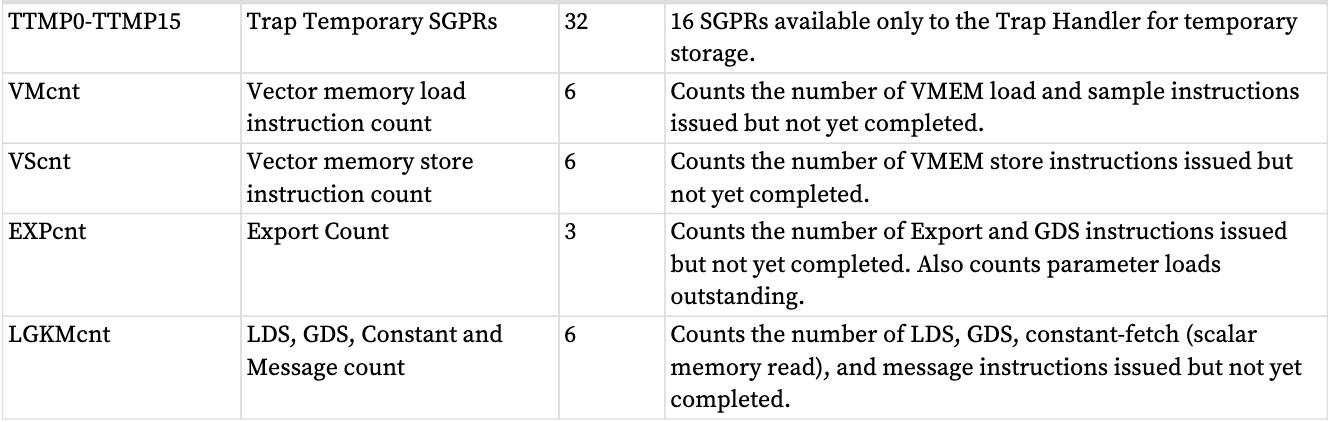 TTMP0-TTMP15 Trap Temporary SGPRs 32 16 SGPRs available only to the Trap Handler for temporary
storage.
VMcnt Vector memory load 6 Counts the number of VMEM load and sample instructions
instruction count issued but not yet completed.
VScnt Vector memory store 6 Counts the number of VMEM store instructions issued but
instruction count not yet completed.
EXPcnt Export Count 3 Counts the number of Export and GDS instructions issued
but not yet completed. Also counts parameter loads
outstanding.
LGKMcnt LDS, GDS, Constant and 6 Counts the number of LDS, GDS, constant-fetch (scalar
Message count memory read), and message instructions issued but not yet
completed.